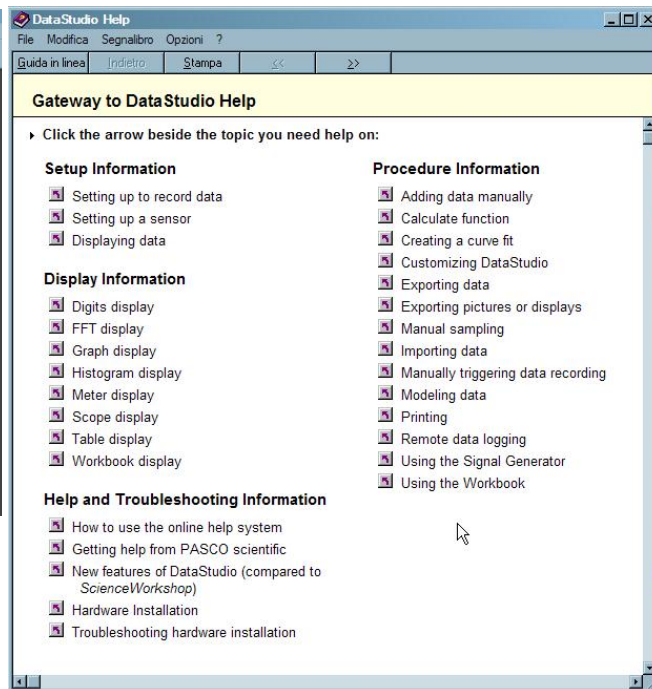 DataStudio Help
File Modifica Segnalibro Opzioni ?
Guida in linea Indietro Stampa << >>
Gateway to DataStudio Help
Click the arrow beside the topic you need help on:
Setup Information
Setting up to record data
Setting up a sensor
Displaying data
Display Information
Digits display
FFT display
Graph display
Histogram display
Meter display
Scope display
Table display
Workbook display
Help and Troubleshooting Information
How to use the online help system
Getting help from PASCO scientific
New features of DataStudio (compared to
ScienceWorkshop)
Hardware Installation
Troubleshooting hardware installation
Procedure Information
Adding data manually
Calculate function
Creating a curve fit
Customizing DataStudio
Exporting data
Exporting pictures or displays
Manual sampling
Importing data
Manually triggering data recording
Modeling data
Printing
Remote data logging
Using the Signal Generator
Using the Workbook